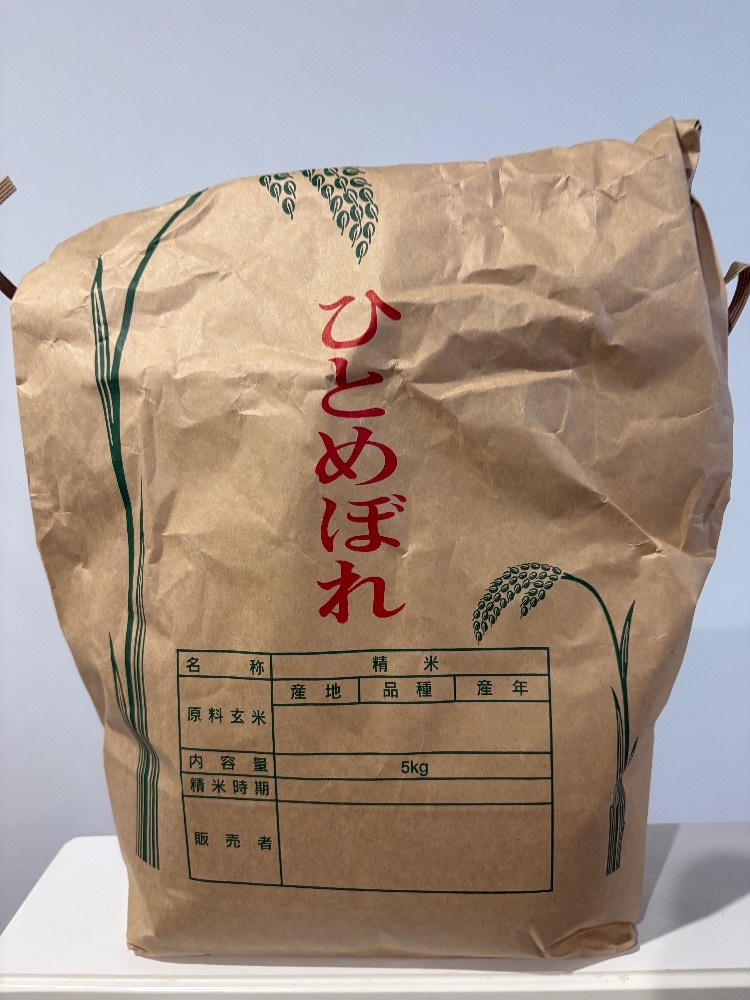 ひとめぼれ
名称 精米
原料玄米 産地 品種 産年
内容量 5kg
精米時期
販売者